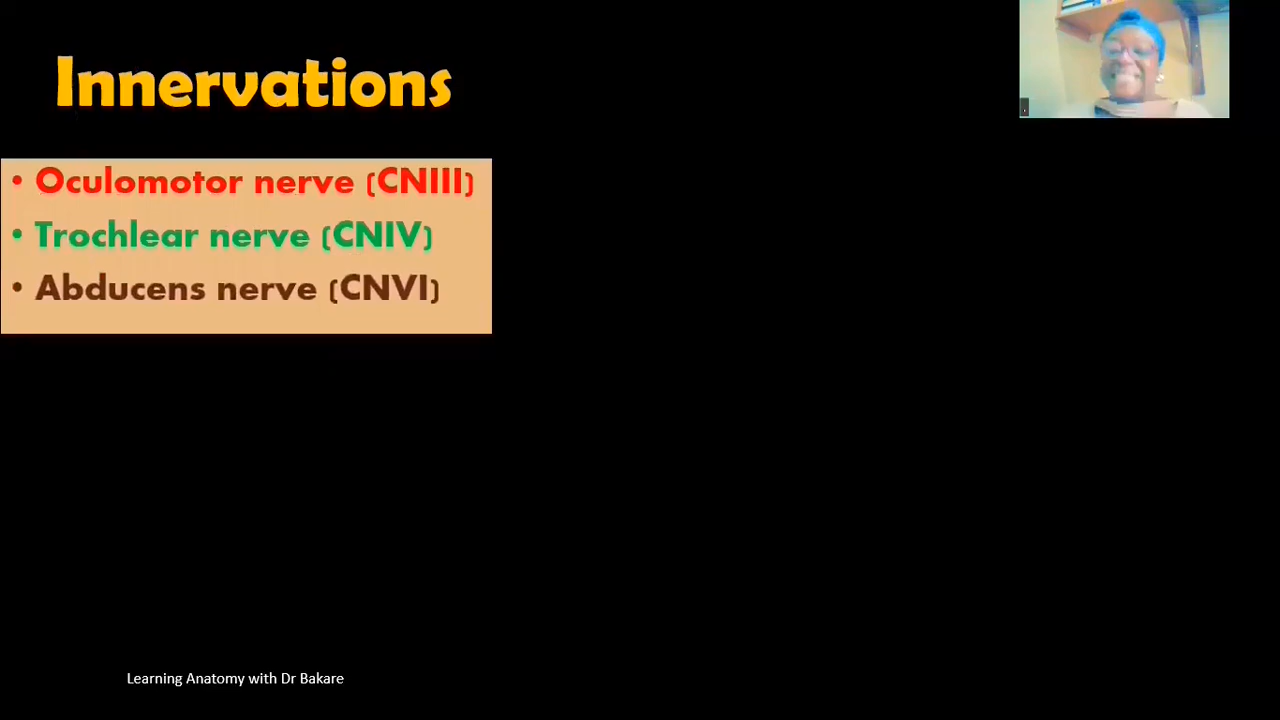 Innervations
• Oculomotor nerve (CNIII)
• Trochlear nerve (CNIV)
• Abducens nerve (CNVI)
Learning Anatomy with Dr Bakare